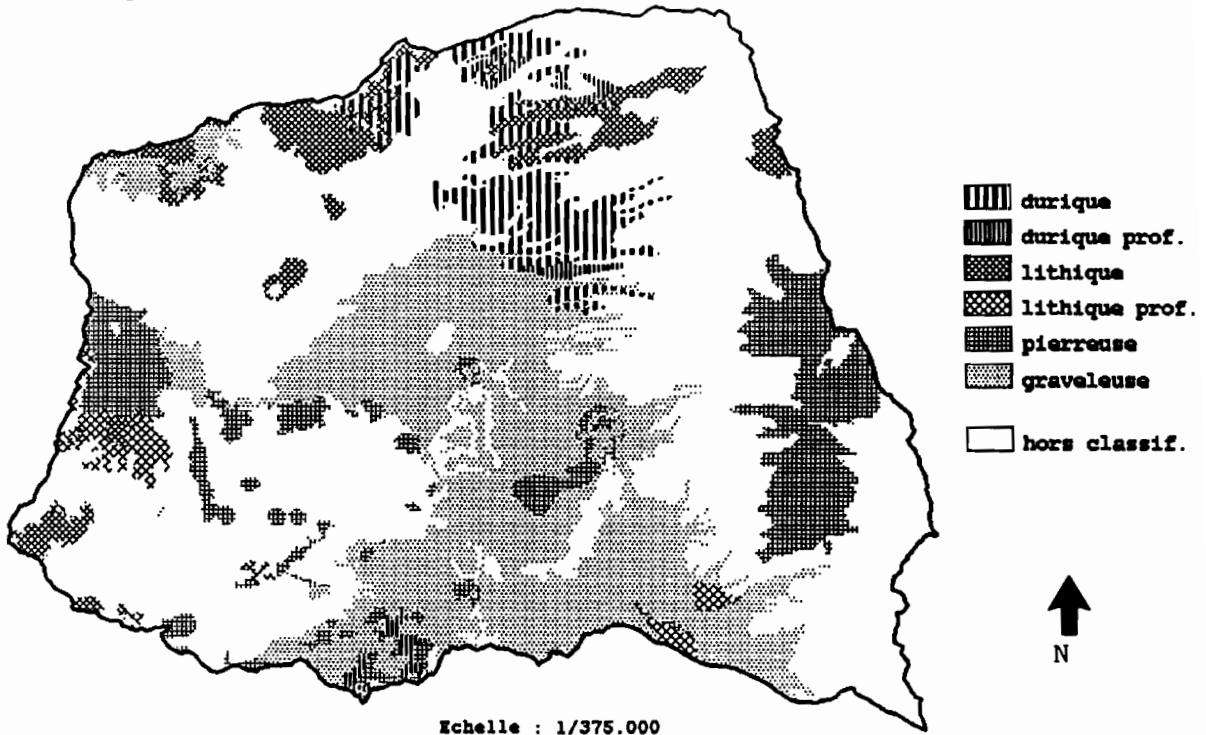 durique
durique prof.
lithique
lithique prof.
pierreuse
graveleuse
hors classif.
N
Echelle : 1/375.000